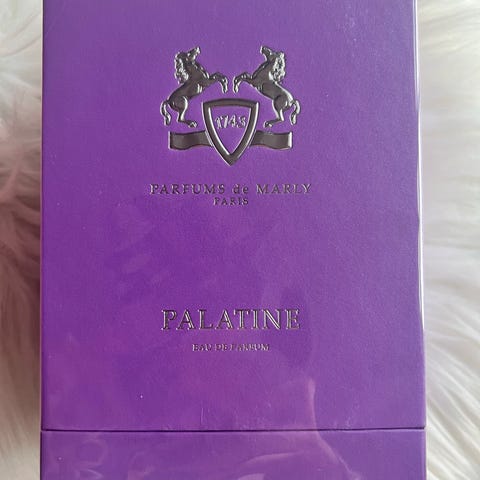 1743
PARFUMS de MARLY
PARIS
PALATINE
EAU DE PARFUM